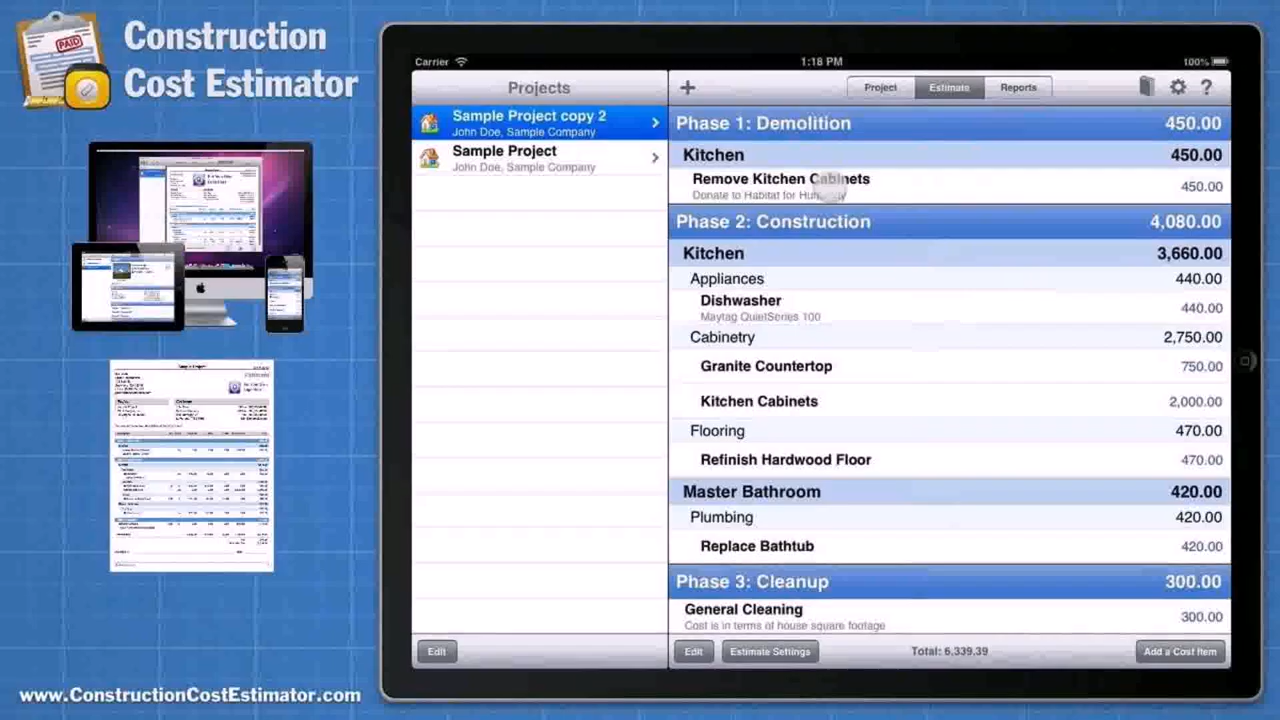 Construction
Cost Estimator
www.ConstructionCostEstimator.com
Carrier
1:18 PM
100%
Projects
+
Project
Estimate
Reports
?
Sample Project copy 2
John Doe, Sample Company
Sample Project
John Doe, Sample Company
Edit
Phase 1: Demolition 450.00
Kitchen 450.00
Remove Kitchen Cabinets 450.00
Donate to Habitat for
Phase 2: Construction 4,080.00
Kitchen 3,660.00
Appliances 440.00
Dishwasher 440.00
Maytag QuietSeries 100
Cabinetry 2,750.00
Granite Countertop 750.00
Kitchen Cabinets 2,000.00
Flooring 470.00
Refinish Hardwood Floor 470.00
Master Bathroom 420.00
Plumbing 420.00
Replace Bathtub 420.00
Phase 3: Cleanup 300.00
General Cleaning 300.00
Cost is in terms of house square footage
Edit
Estimate Settings
Total: 6,339.39
Add a Cost Item
PAID
Sample Project